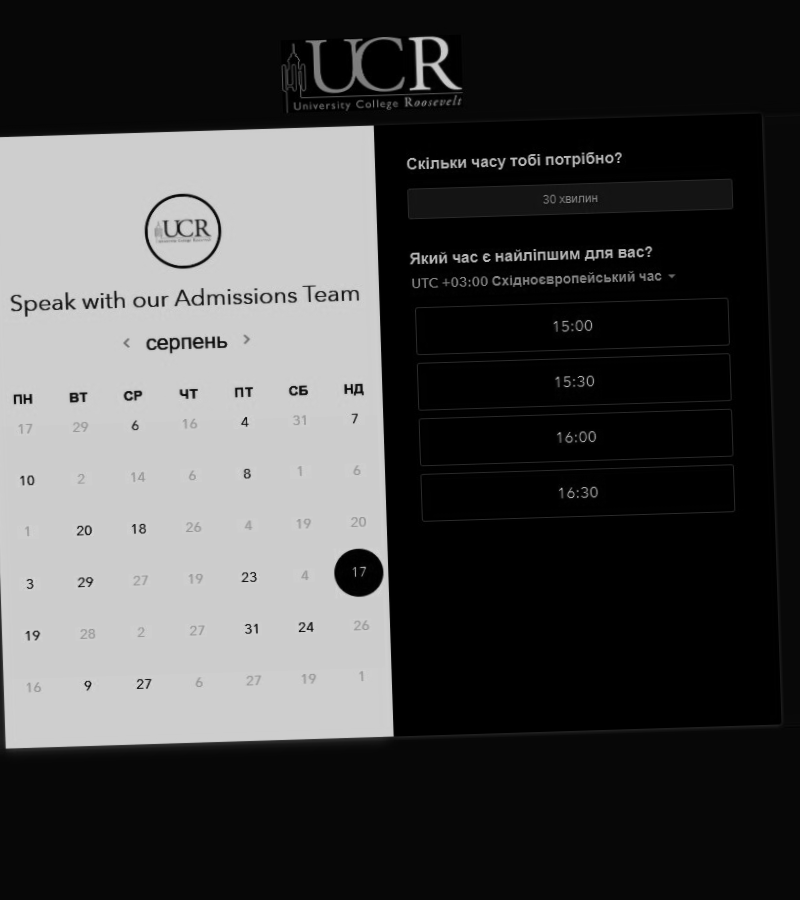 UCR
University College Roosevelt
UCR
Speak with our Admissions Team
серпень
ПН ВТ СР ЧТ ПТ СБ НД
17 29 6 16 4 31 7
10 2 14 6 8 1 6
1 20 18 26 4 19 20
3 29 27 19 23 4 17
19 28 2 27 31 24 26
16 9 27 6 27 19 1
Скільки часу тобі потрібно?
30 хвилин
Який час є найліпшим для вас?
UTC +03:00 Східноєвропейський час
15:00
15:30
16:00
16:30